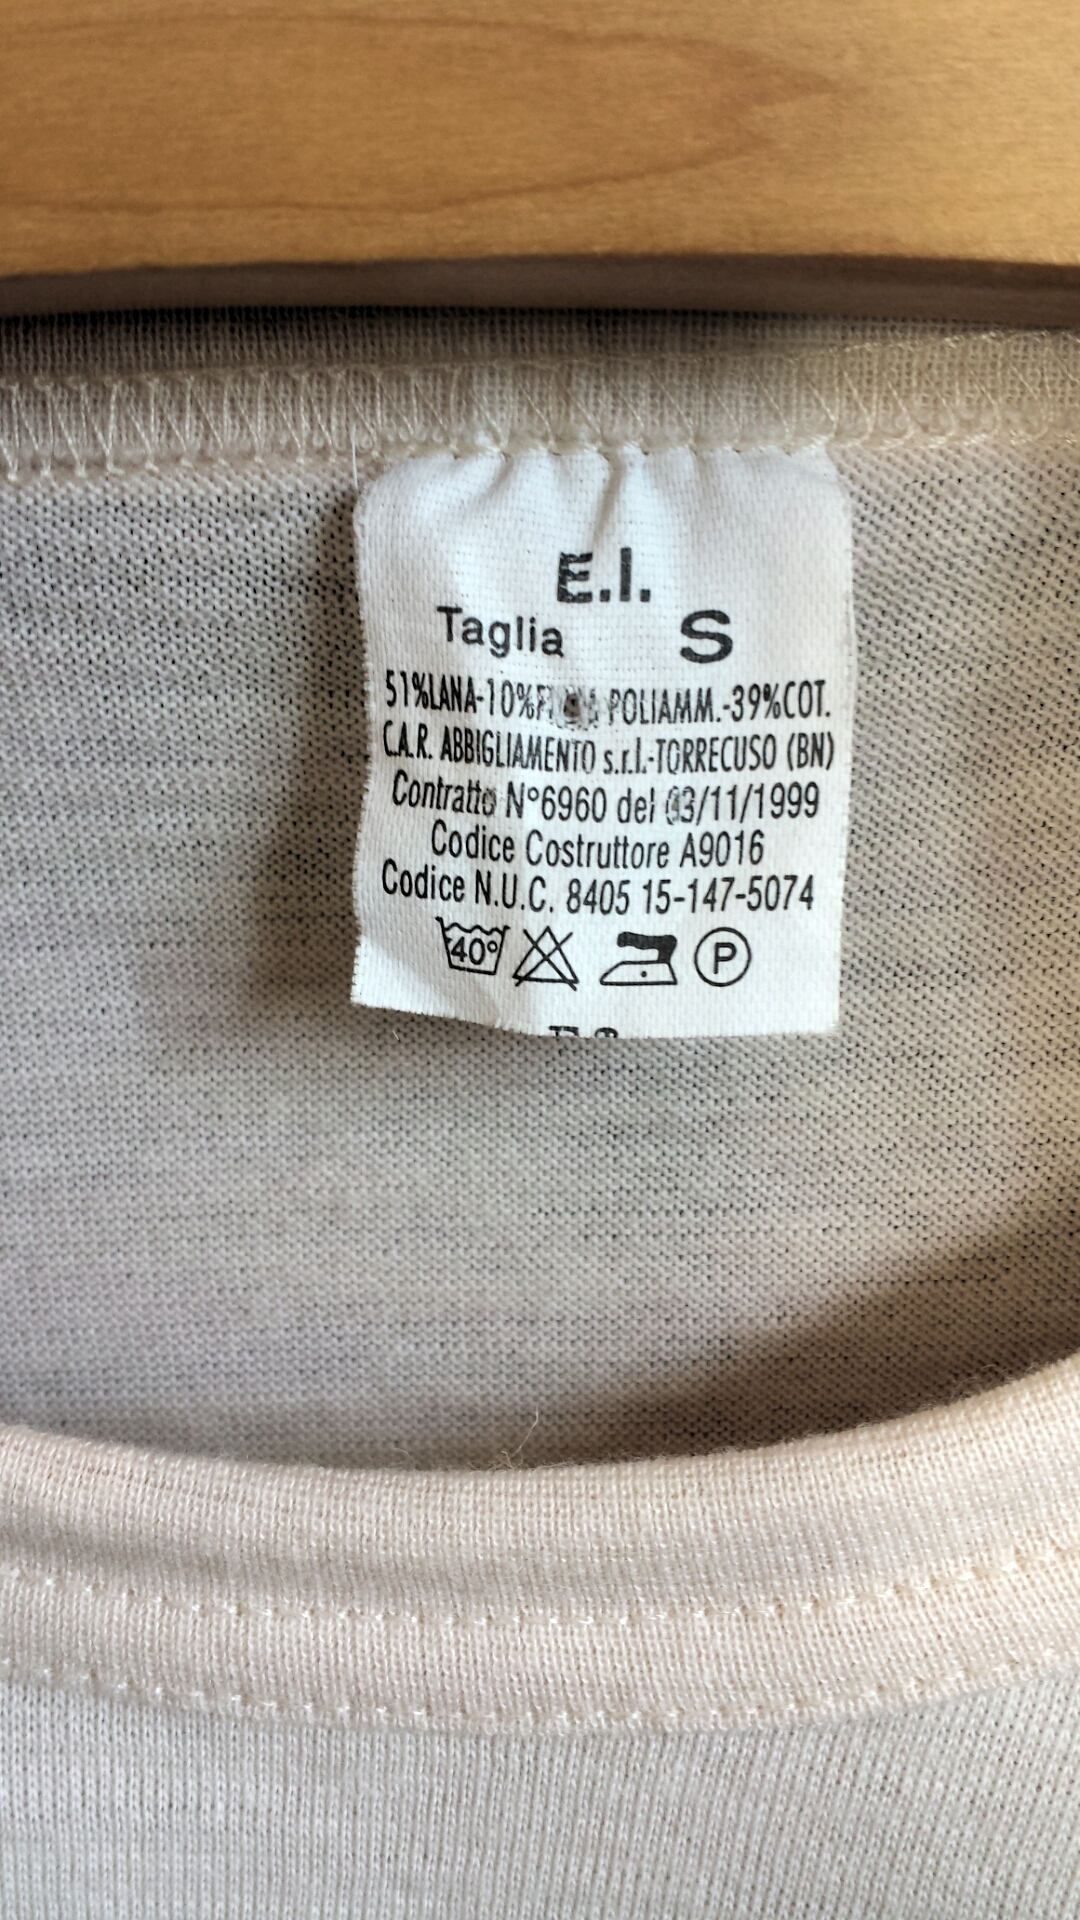 E.I.
Taglia S
51%LANA-10% POLIAMM.-39%COT.
C.A.R. ABBIGLIAMENTO s.r.l.-TORRECUSO (BN)
Contratto N°6960 del 03/11/1999
Codice Costruttore A9016
Codice N.U.C. 8405 15-147-5074
40° P